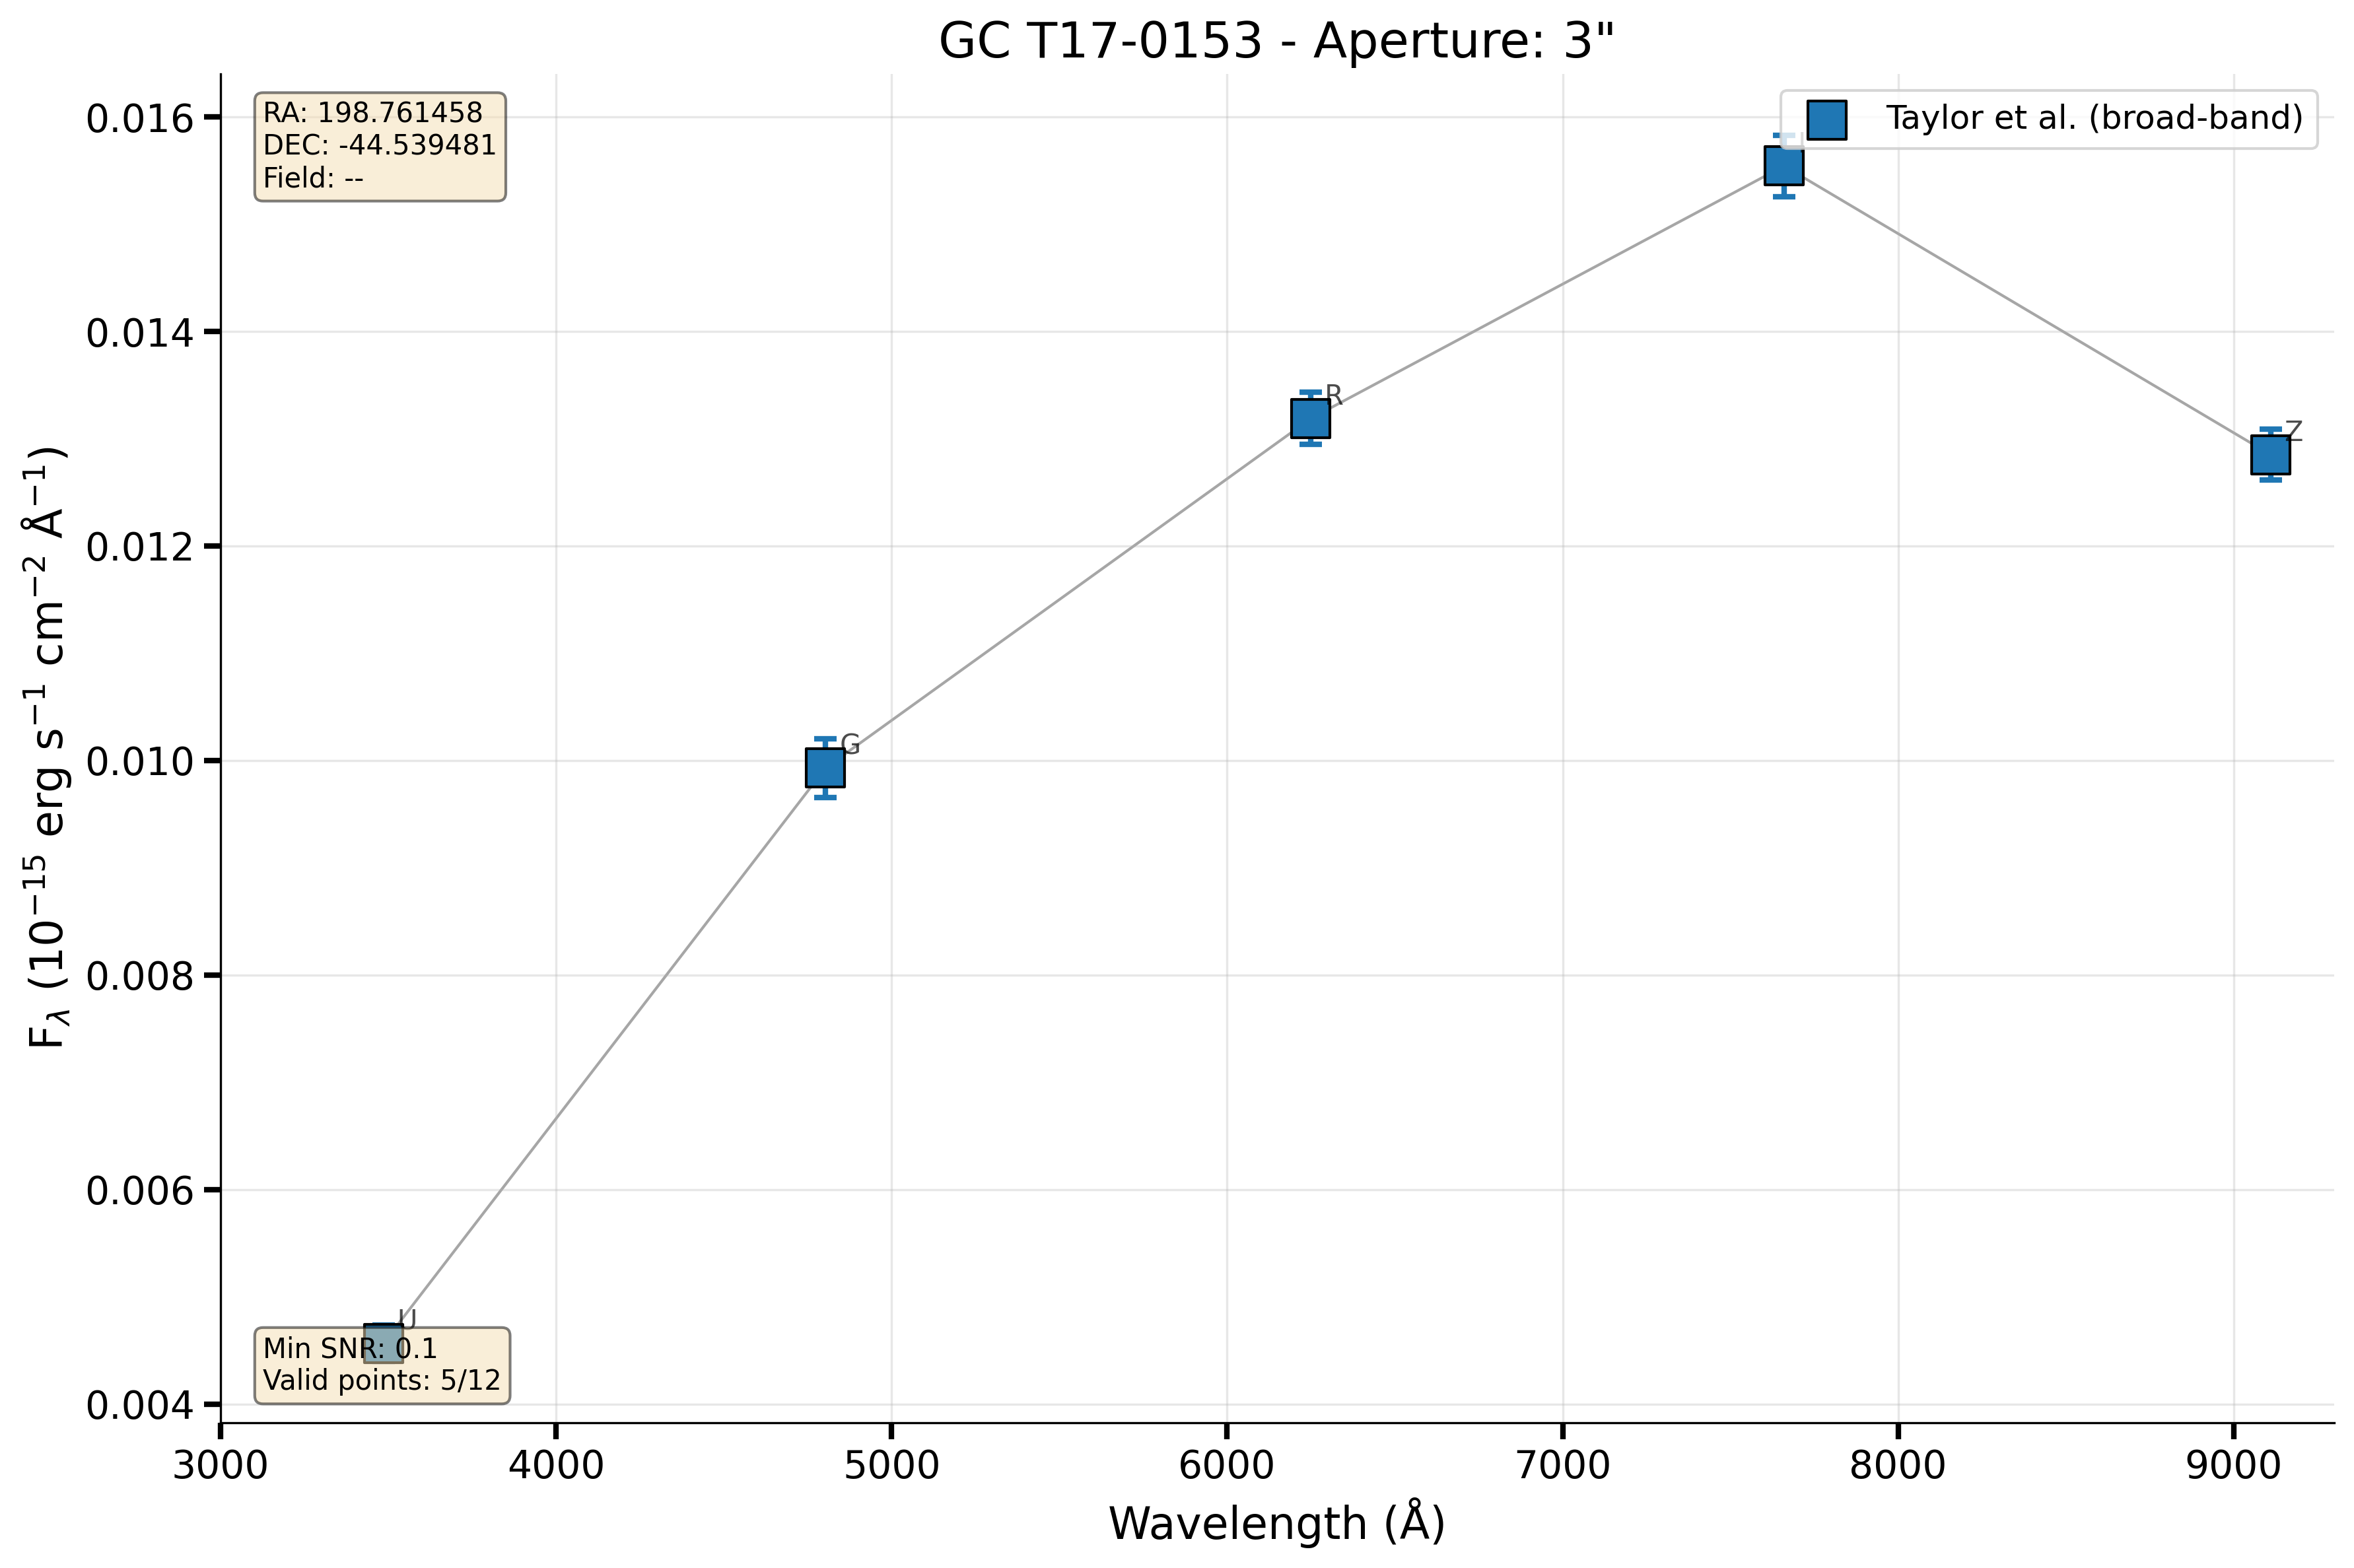 GC T17-0153 - Aperture: 3"
RA: 198.761458
DEC: -44.539481
Field: --
Taylor et al. (broad-band)
0.016
0.014
0.012
0.010
0.008
0.006
0.004
F_λ (10⁻¹⁵ erg s⁻¹ cm⁻² Å⁻¹)
U
G
R
I
Z
Min SNR: 0.1
Valid points: 5/12
3000 4000 5000 6000 7000 8000 9000
Wavelength (Å)